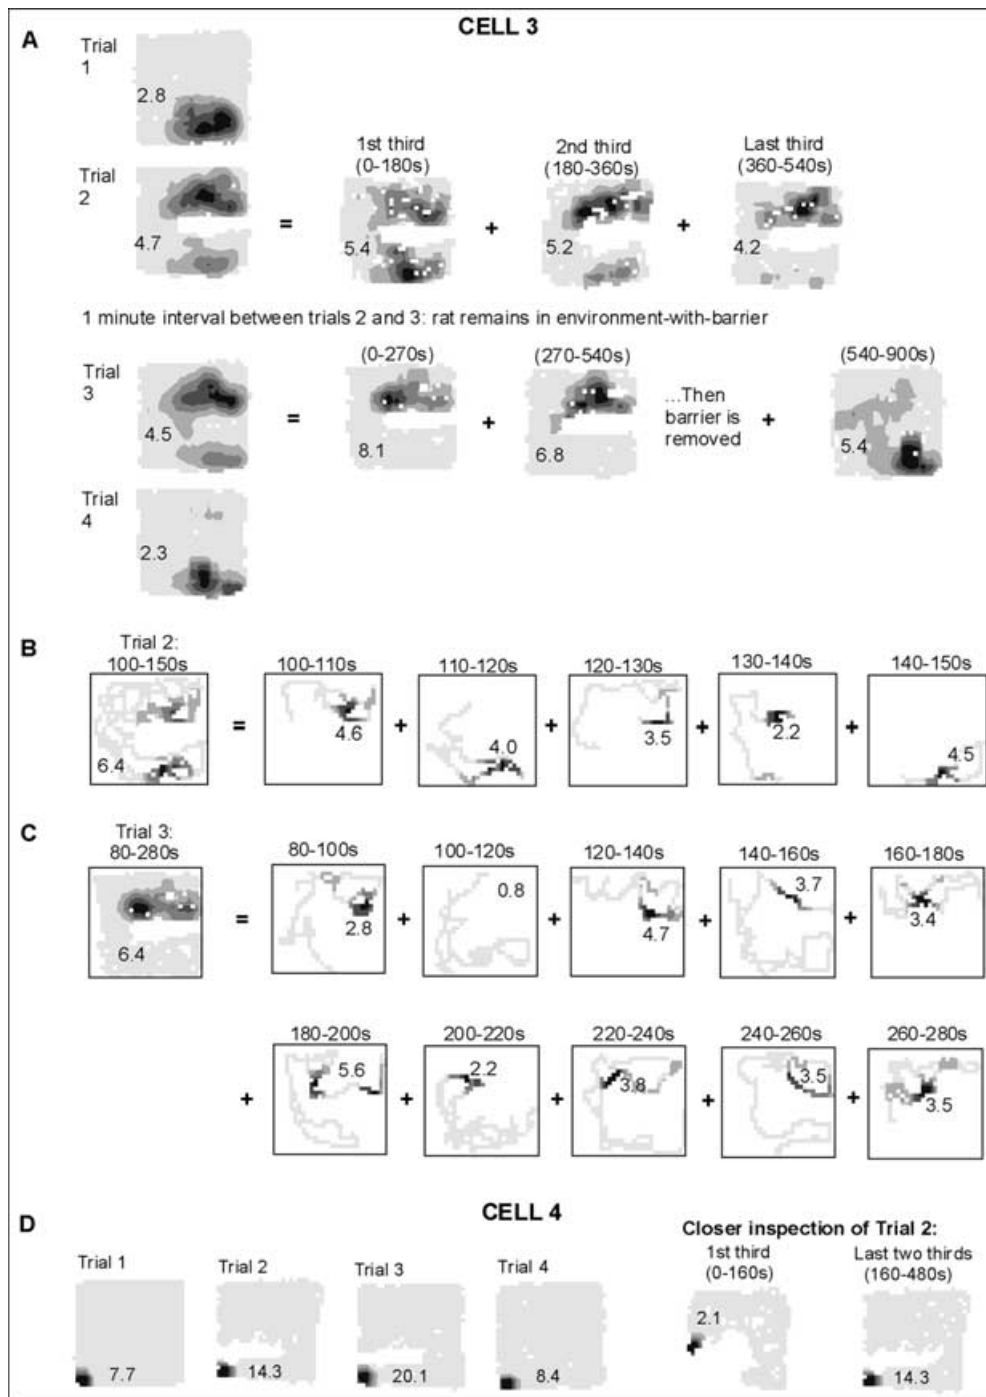 CELL 3
A
Trial
1
2.8
1st third
(0-180s)
2nd third
(180-360s)
Last third
(360-540s)
Trial
2
4.7
=
5.4
+
5.2
+
4.2
1 minute interval between trials 2 and 3: rat remains in environment-with-barrier
(0-270s)
(270-540s)
(540-900s)
Trial
3
4.5
=
8.1
+
6.8
...Then
barrier is
removed
+
5.4
Trial
4
2.3
B
Trial 2:
100-150s
100-110s
110-120s
120-130s
130-140s
140-150s
6.4
=
4.6
+
4.0
+
3.5
+
2.2
+
4.5
C
Trial 3:
80-280s
80-100s
100-120s
120-140s
140-160s
160-180s
6.4
=
2.8
+
0.8
+
4.7
+
3.7
+
3.4
180-200s
200-220s
220-240s
240-260s
260-280s
+
5.6
+
2.2
+
3.8
+
3.5
+
3.5
D
CELL 4
Closer inspection of Trial 2:
Trial 1
Trial 2
Trial 3
Trial 4
1st third
(0-160s)
Last two thirds
(160-480s)
7.7
14.3
20.1
8.4
2.1
14.3